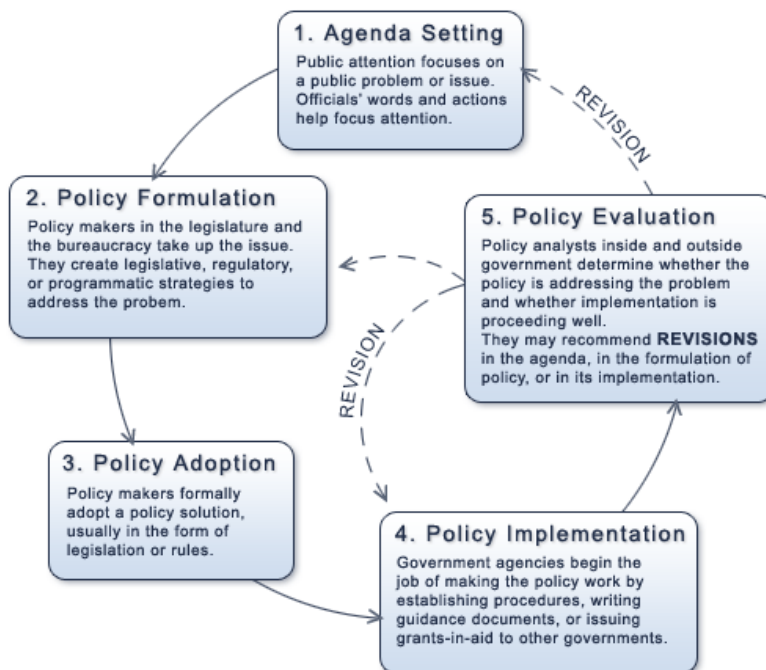 1. Agenda Setting
Public attention focuses on
a public problem or issue.
Officials' words and actions
help focus attention.
REVISION
2. Policy Formulation
Policy makers in the legislature and
the bureaucracy take up the issue.
They create legislative, regulatory,
or programmatic strategies to
address the probem.
5. Policy Evaluation
Policy analysts inside and outside
government determine whether the
policy is addressing the problem
and whether implementation is
proceeding well.
They may recommend REVISIONS
in the agenda, in the formulation of
policy, or in its implementation.
REVISION
3. Policy Adoption
Policy makers formally
adopt a policy solution,
usually in the form of
legislation or rules.
4. Policy Implementation
Government agencies begin the
job of making the policy work by
establishing procedures, writing
guidance documents, or issuing
grants-in-aid to other governments.